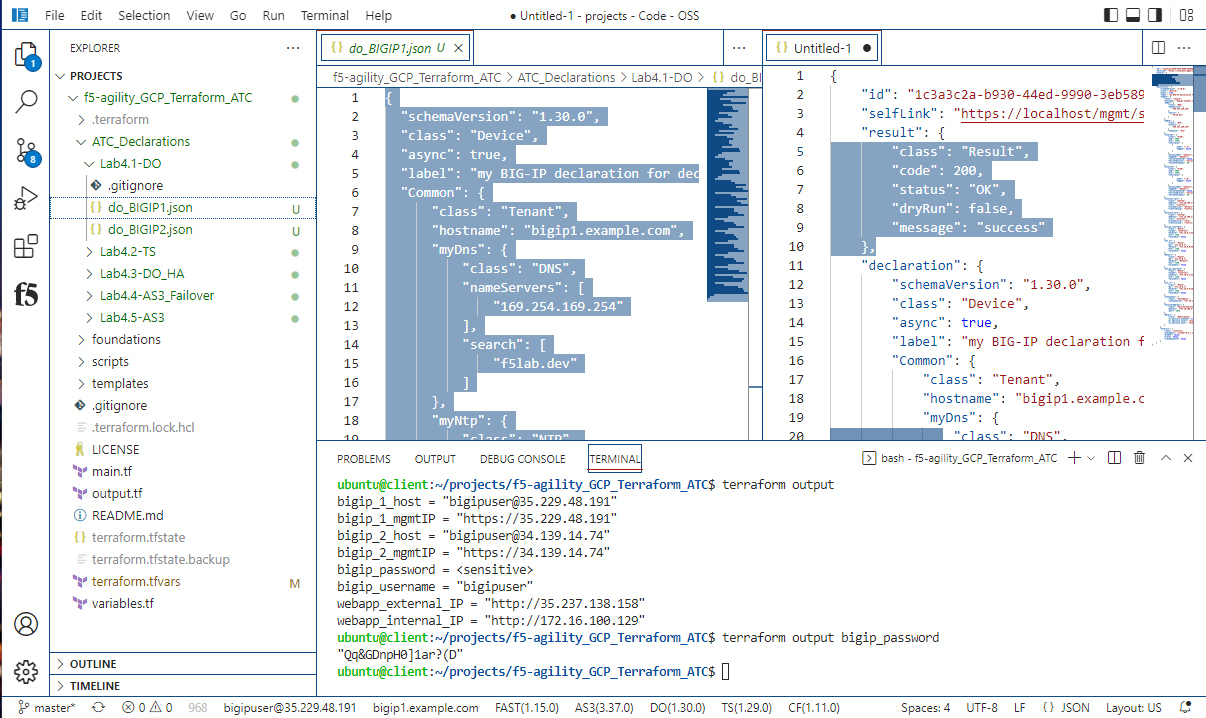 File Edit Selection View Go Run Terminal Help
● Untitled-1 - projects - Code - OSS
EXPLORER
PROJECTS
f5-agility_GCP_Terraform_ATC
.terraform
ATC_Declarations
Lab4.1-DO
.gitignore
{ } do_BIGIP1.json U
{ } do_BIGIP2.json U
Lab4.2-TS
Lab4.3-DO_HA
Lab4.4-AS3_Failover
Lab4.5-AS3
foundations
scripts
templates
.gitignore
.terraform.lock.hcl
LICENSE
main.tf
output.tf
README.md
{ } terraform.tfstate
terraform.tfstate.backup
terraform.tfvars M
variables.tf
OUTLINE
TIMELINE
1
8
f5
{ } do_BIGIP1.json U
f5-agility_GCP_Terraform_ATC > ATC_Declarations > Lab4.1-DO > { } do_BI
1 {
2 "schemaVersion": "1.30.0",
3 "class": "Device",
4 "async": true,
5 "label": "my BIG-IP declaration for dec
6 "Common": {
7 "class": "Tenant",
8 "hostname": "bigip1.example.com",
9 "myDns": {
10 "class": "DNS",
11 "nameServers": [
12 "169.254.169.254"
13 ],
14 "search": [
15 "f5lab.dev"
16 ]
17 },
18 "myNtp": {
19 "class": "NTP",
{ } Untitled-1 ●
1 {
2 "id": "1c3a3c2a-b930-44ed-9990-3eb589
3 "selfLink": "https://localhost/mgmt/s
4 "result": {
5 "class": "Result",
6 "code": 200,
7 "status": "OK",
8 "dryRun": false,
9 "message": "success"
10 },
11 "declaration": {
12 "schemaVersion": "1.30.0",
13 "class": "Device",
14 "async": true,
15 "label": "my BIG-IP declaration f
16 "Common": {
17 "class": "Tenant",
18 "hostname": "bigip1.example.c
19 "myDns": {
20 "class": "DNS",
PROBLEMS OUTPUT DEBUG CONSOLE TERMINAL
bash - f5-agility_GCP_Terraform_ATC
ubuntu@client:~/projects/f5-agility_GCP_Terraform_ATC$ terraform output
bigip_1_host = "bigipuser@35.229.48.191"
bigip_1_mgmtIP = "https://35.229.48.191"
bigip_2_host = "bigipuser@34.139.14.74"
bigip_2_mgmtIP = "https://34.139.14.74"
bigip_password = <sensitive>
bigip_username = "bigipuser"
webapp_external_IP = "http://35.237.138.158"
webapp_internal_IP = "http://172.16.100.129"
ubuntu@client:~/projects/f5-agility_GCP_Terraform_ATC$ terraform output bigip_password
"Qq&GDnpH0]1ar?(D"
ubuntu@client:~/projects/f5-agility_GCP_Terraform_ATC$
master* 0 0 968 bigipuser@35.229.48.191 bigip1.example.com FAST(1.15.0) AS3(3.37.0) DO(1.30.0) TS(1.29.0) CF(1.11.0) Spaces: 4 UTF-8 LF { } JSON Layout: US